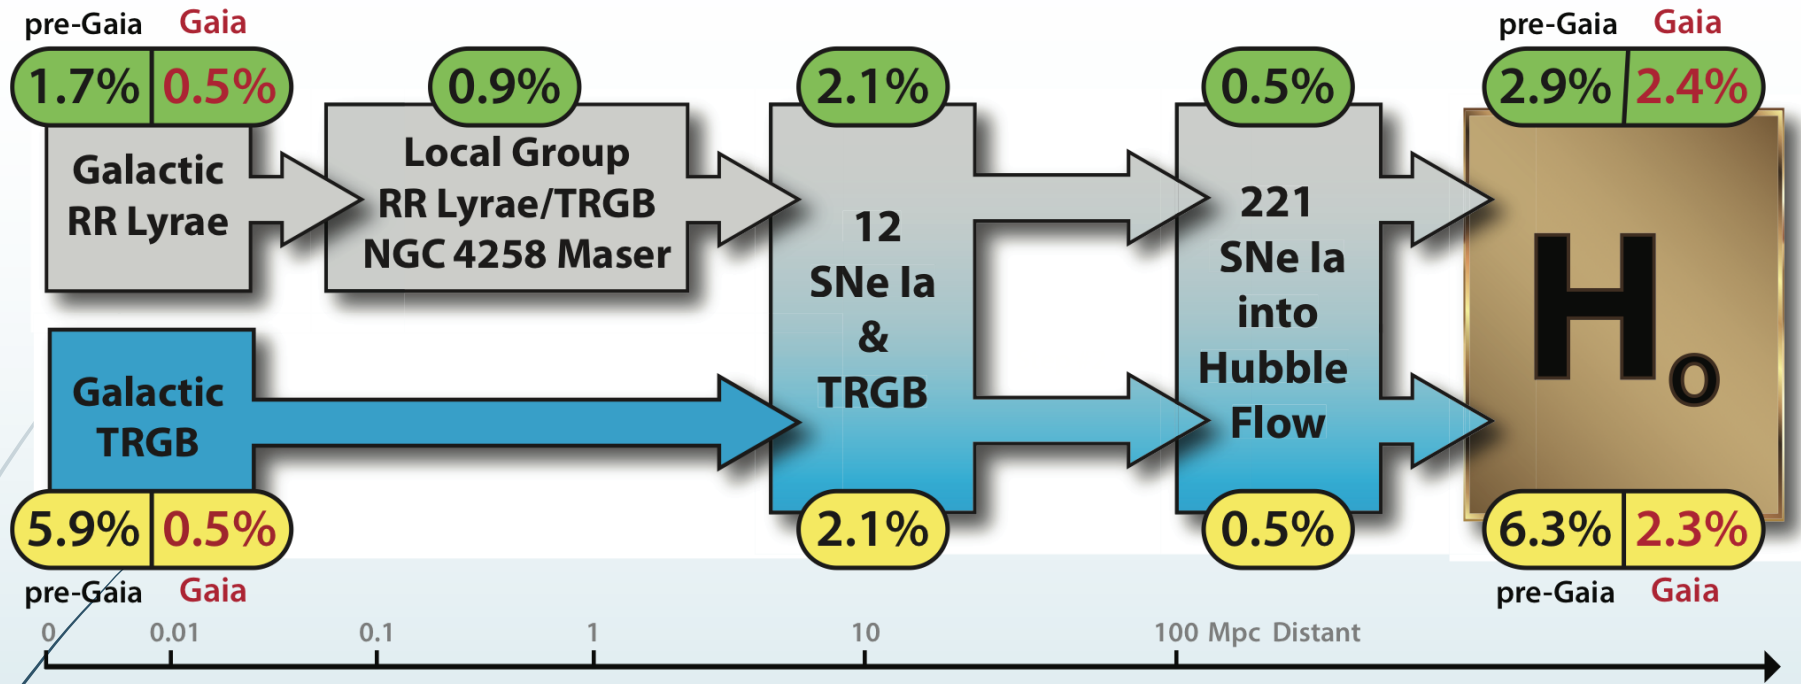 pre-Gaia Gaia
1.7% 0.5%
0.9%
2.1%
0.5%
pre-Gaia Gaia
2.9% 2.4%
Galactic
RR Lyrae
Local Group
RR Lyrae/TRGB
NGC 4258 Maser
12
SNe Ia
&
TRGB
221
SNe Ia
into
Hubble
Flow
Ho
Galactic
TRGB
5.9% 0.5%
pre-Gaia Gaia
2.1%
0.5%
6.3% 2.3%
pre-Gaia Gaia
0 0.01 0.1 1 10 100 Mpc Distant